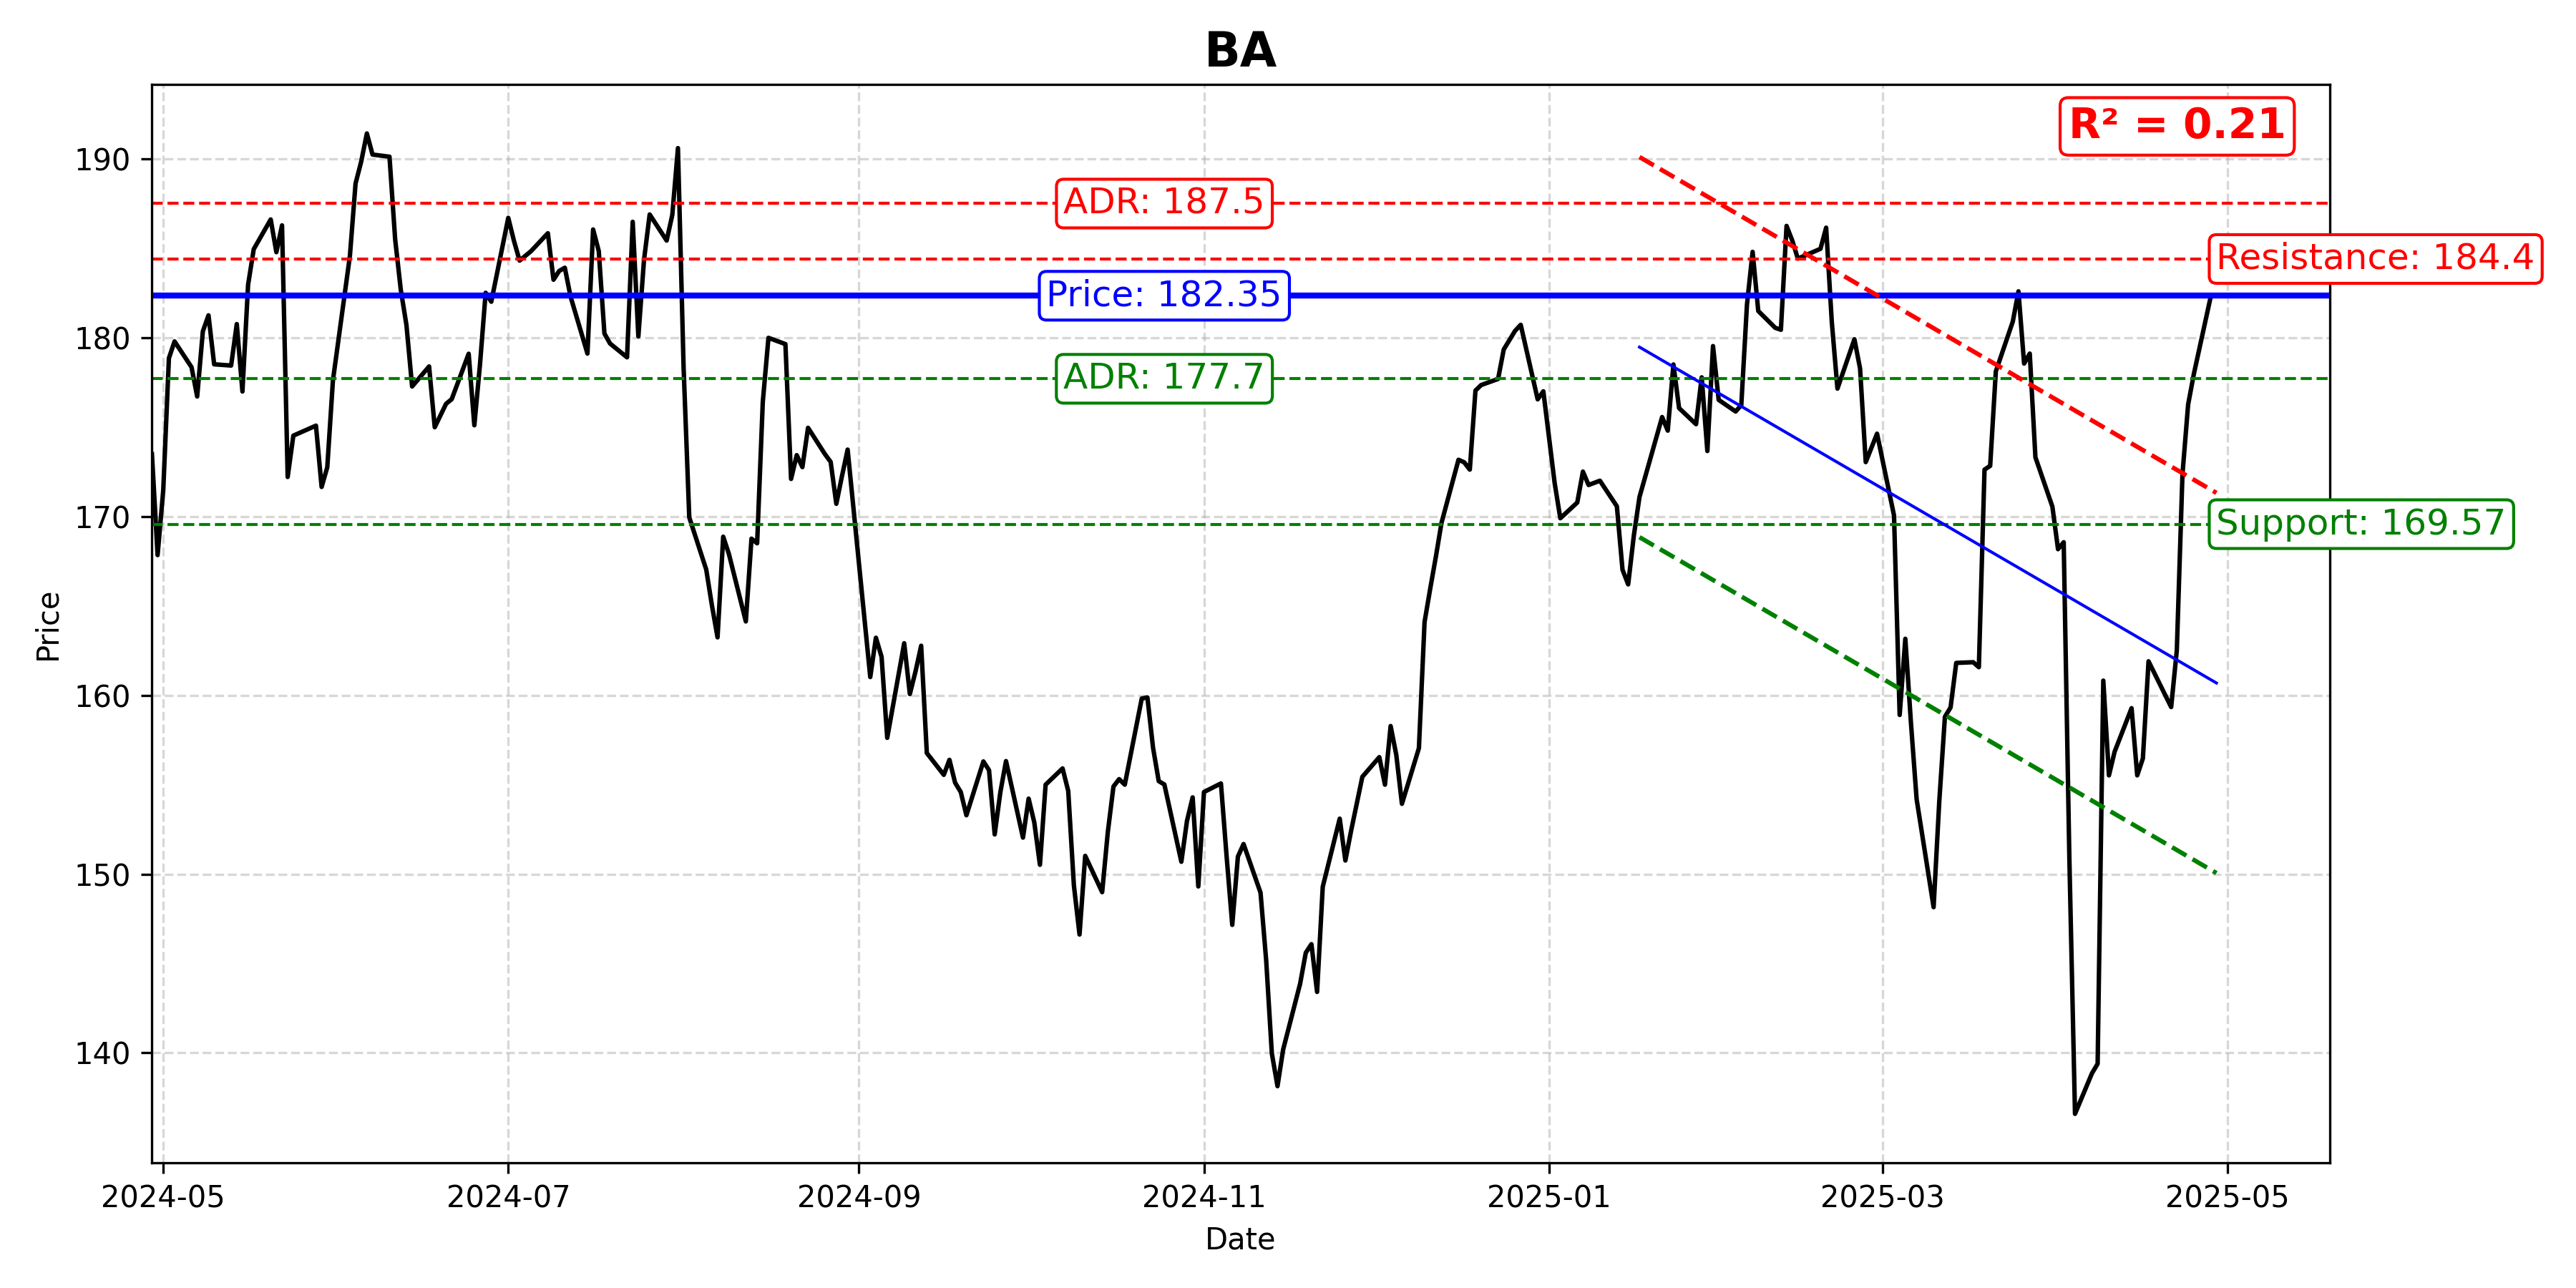 BA
R² = 0.21
ADR: 187.5
Resistance: 184.4
Price: 182.35
ADR: 177.7
Support: 169.57
190
180
170
160
150
140
Price
2024-05
2024-07
2024-09
2024-11
2025-01
2025-03
2025-05
Date